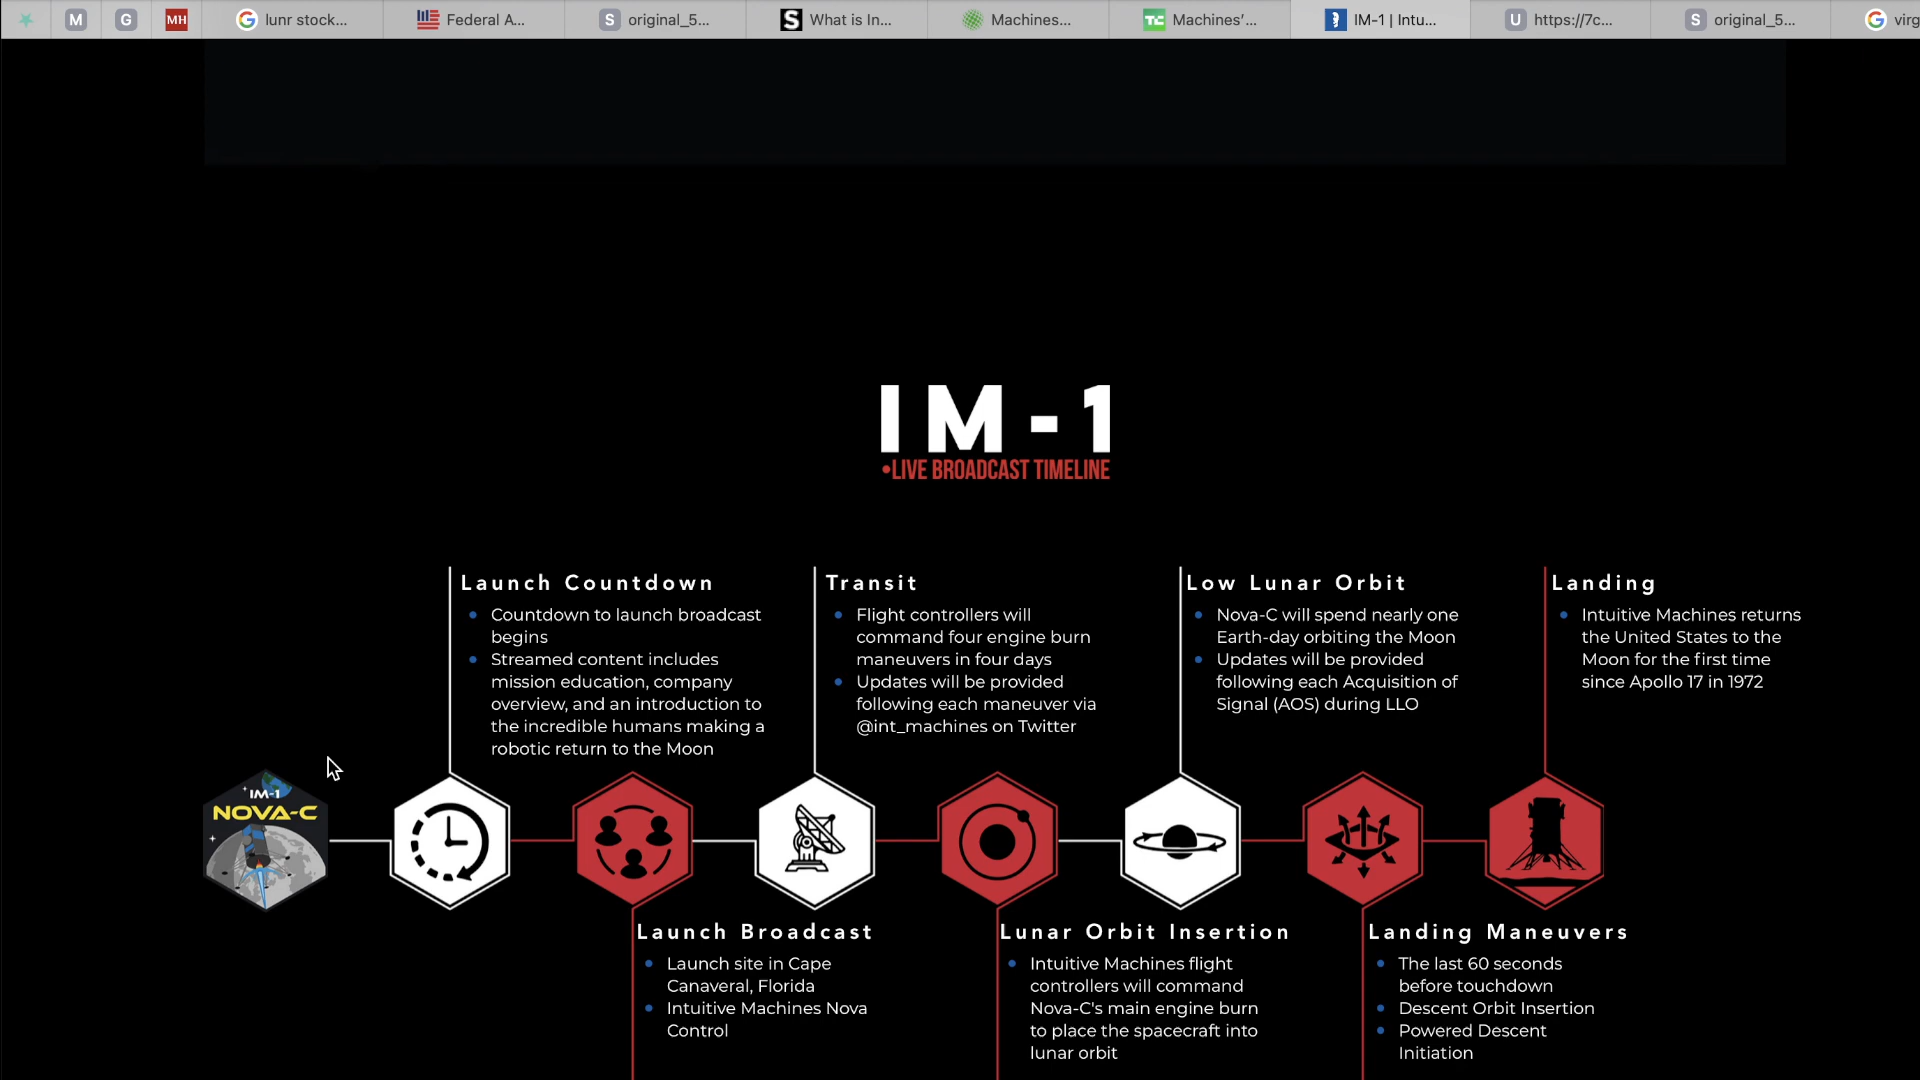 M
G
MH
lunr stock...
Federal A...
S
original_5...
S
What is In...
Machines...
TC
Machines'...
IM-1 | Intu...
U
https://7c...
S
original_5...
virg
IM-1
•LIVE BROADCAST TIMELINE
Launch Countdown
Countdown to launch broadcast
begins
Streamed content includes
mission education, company
overview, and an introduction to
the incredible humans making a
robotic return to the Moon
Transit
Flight controllers will
command four engine burn
maneuvers in four days
Updates will be provided
following each maneuver via
@int_machines on Twitter
Low Lunar Orbit
Nova-C will spend nearly one
Earth-day orbiting the Moon
Updates will be provided
following each Acquisition of
Signal (AOS) during LLO
Landing
Intuitive Machines returns
the United States to the
Moon for the first time
since Apollo 17 in 1972
IM-1
NOVA-C
Launch Broadcast
Launch site in Cape
Canaveral, Florida
Intuitive Machines Nova
Control
Lunar Orbit Insertion
Intuitive Machines flight
controllers will command
Nova-C's main engine burn
to place the spacecraft into
lunar orbit
Landing Maneuvers
The last 60 seconds
before touchdown
Descent Orbit Insertion
Powered Descent
Initiation